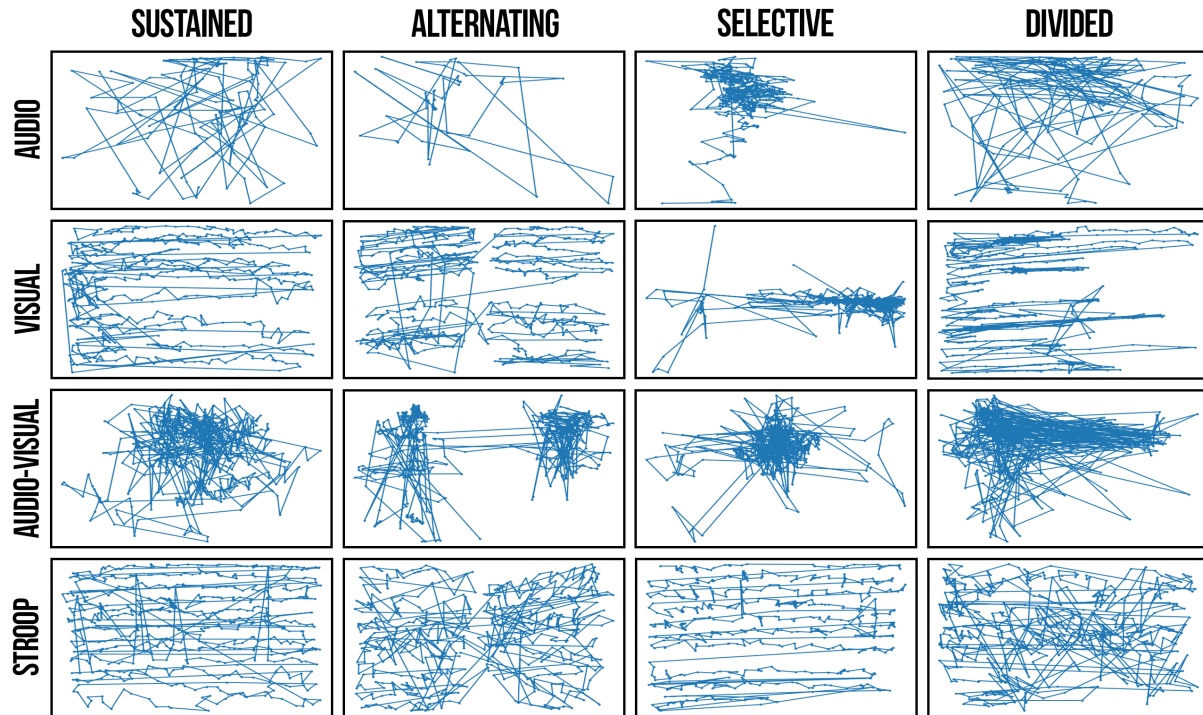 SUSTAINED
ALTERNATING
SELECTIVE
DIVIDED
AUDIO
VISUAL
AUDIO-VISUAL
STROOP